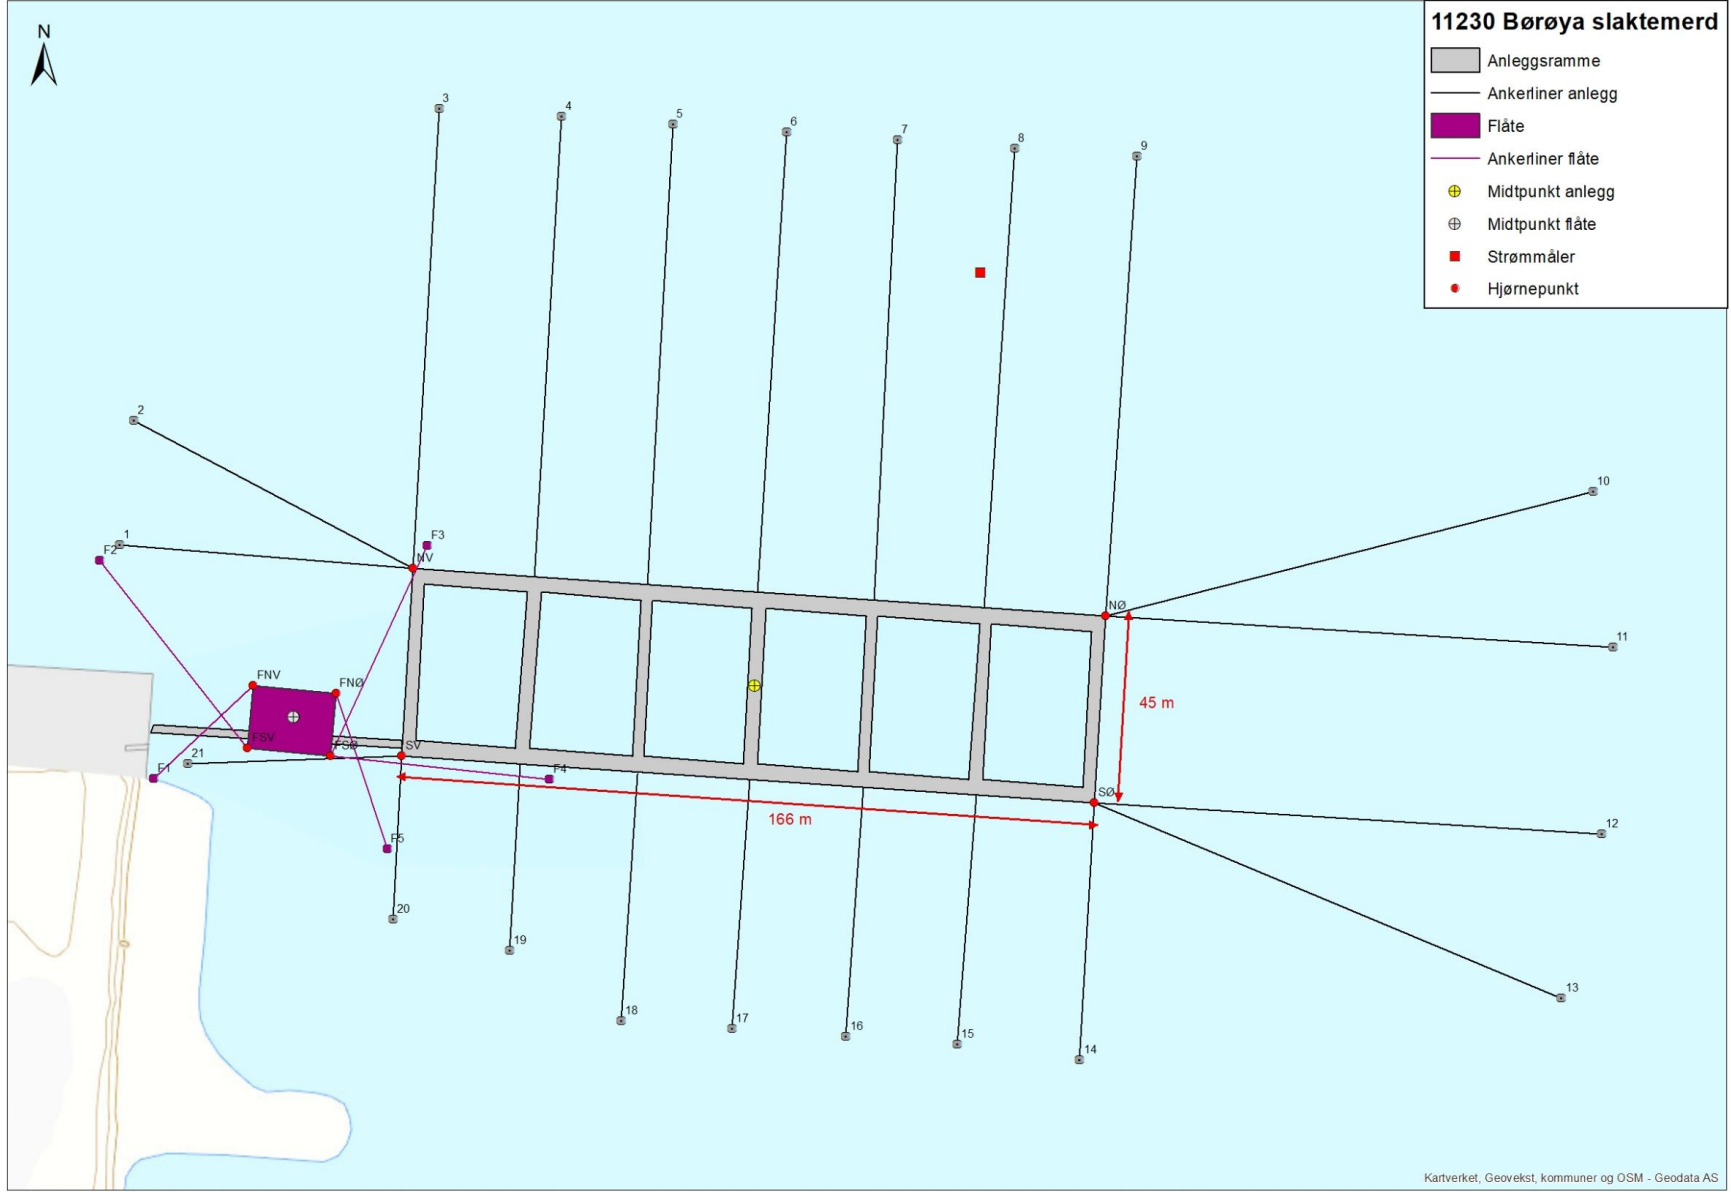 11230 Børøya slaktemerd
Anleggsramme
Ankerliner anlegg
Flåte
Ankerliner flåte
Midtpunkt anlegg
Midtpunkt flåte
Strømmåler
Hjørnepunkt
N
3
4
5
6
7
8
9
2
10
1
F2
F3
NV
NØ
11
FNV
FNØ
45 m
FSV
FSØ
SV
21
F1
F4
SØ
166 m
12
F5
20
19
13
18
17
16
15
14
Kartverket, Geovekst, kommuner og OSM - Geodata AS